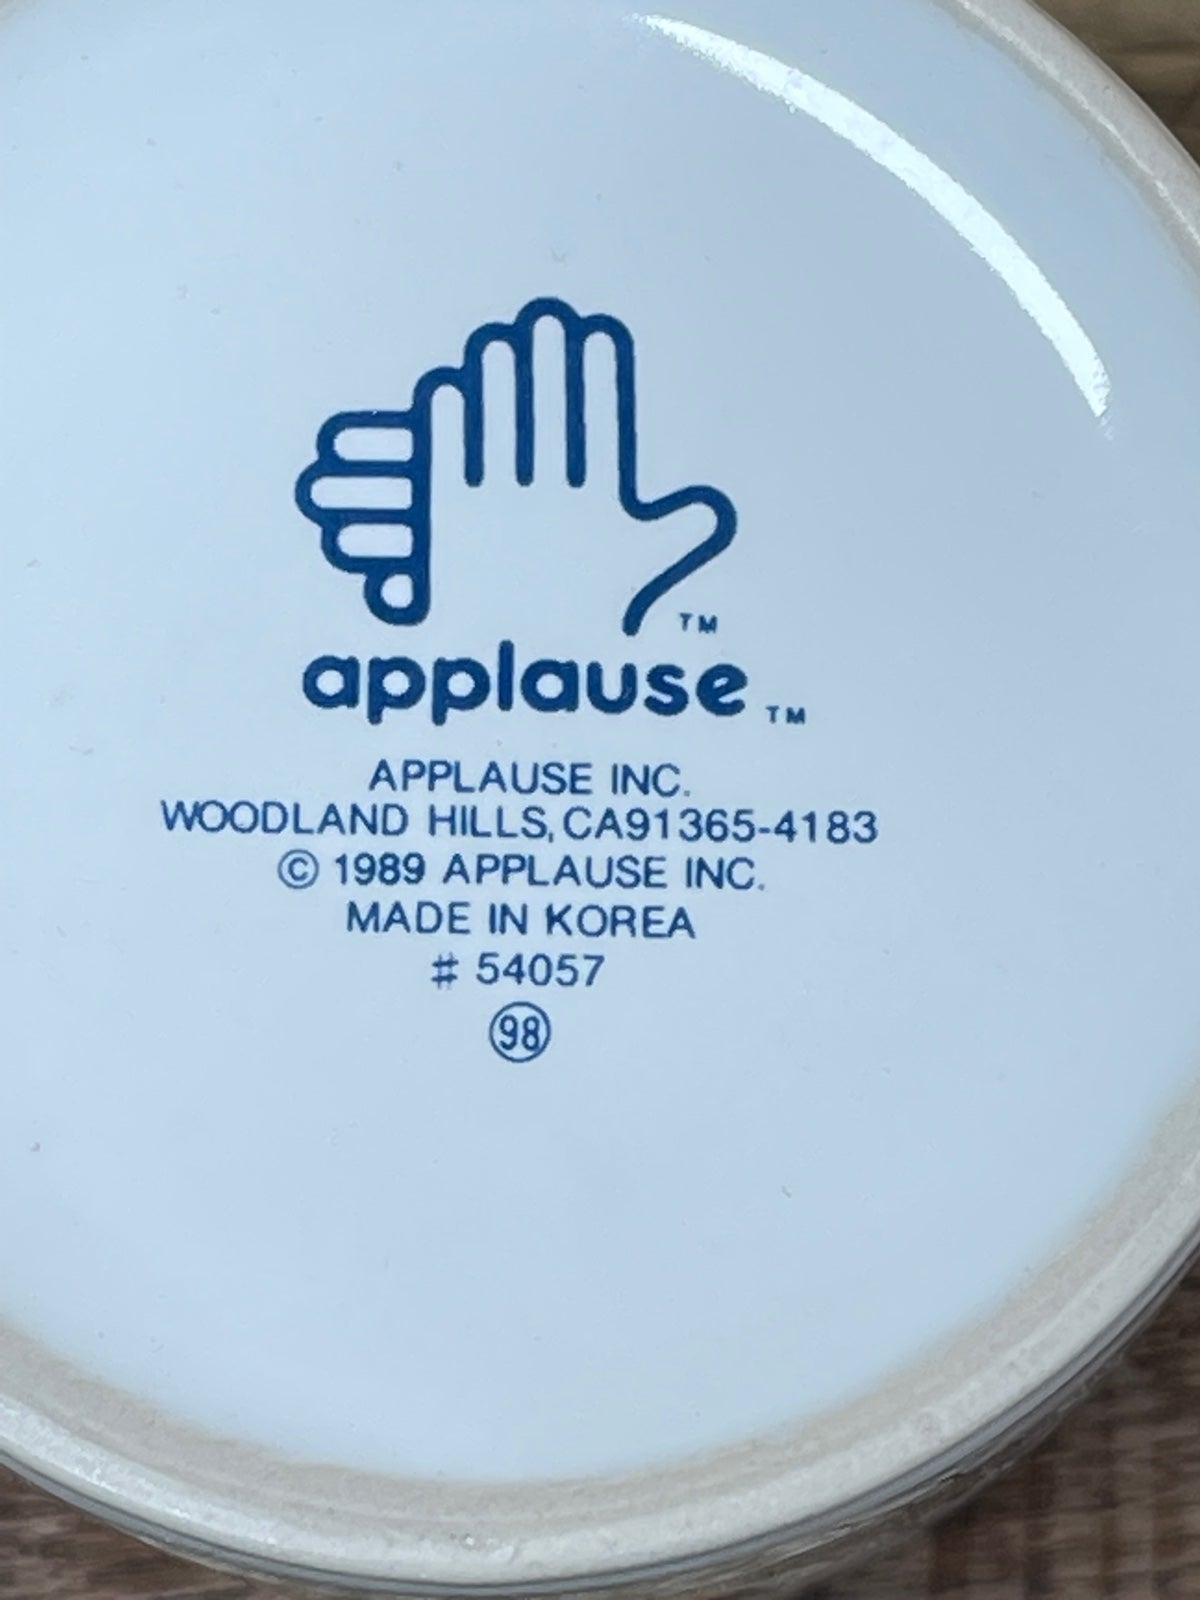 TM
applause TM
APPLAUSE INC.
WOODLAND HILLS, CA91365-4183
© 1989 APPLAUSE INC.
MADE IN KOREA
# 54057
98